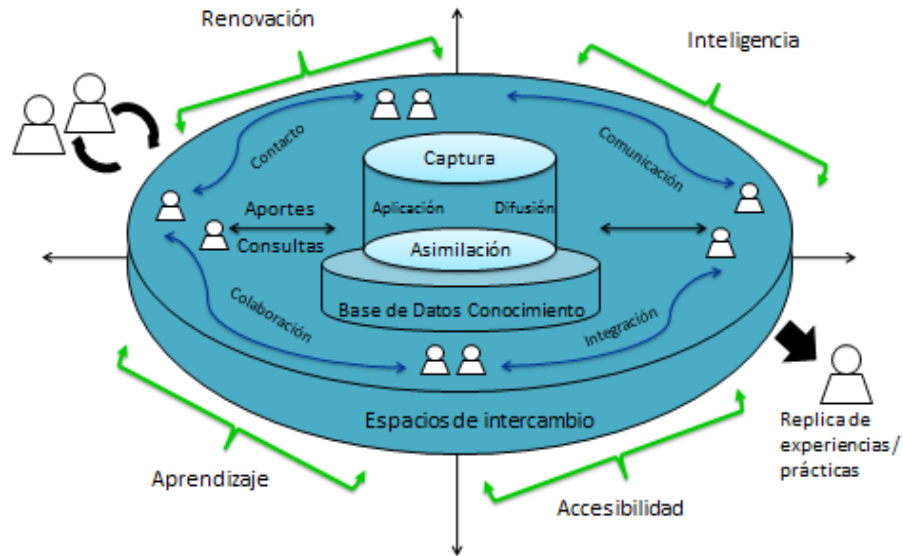 Renovación
Inteligencia
Contacto
Comunicación
Captura
Aplicación
Difusión
Aportes
Consultas
Asimilación
Base de Datos Conocimiento
Colaboración
Integración
Espacios de intercambio
Replica de
experiencias/
prácticas
Aprendizaje
Accesibilidad